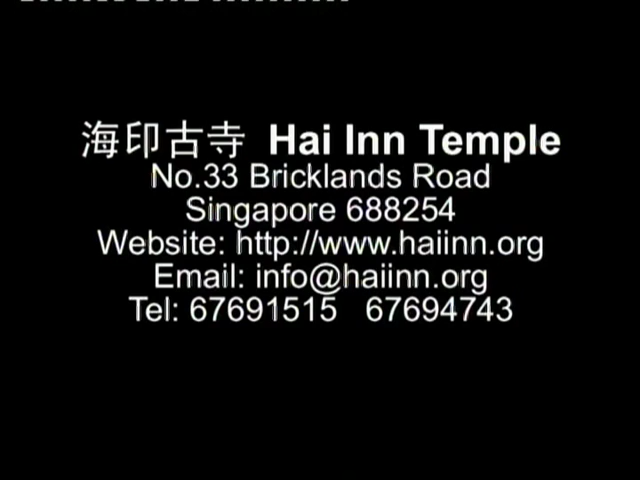 海印古寺 Hai Inn Temple
No.33 Bricklands Road
Singapore 688254
Website: http://www.haiinn.org
Email: info@haiinn.org
Tel: 67691515 67694743